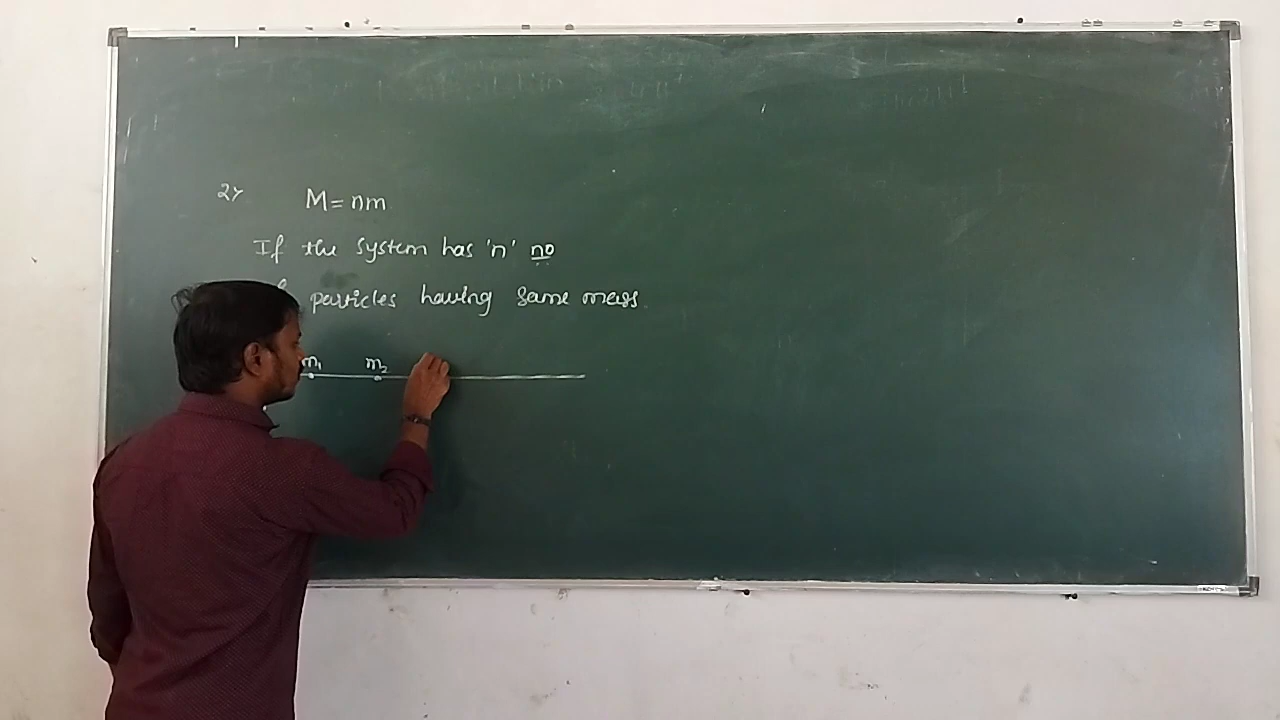 2) M = nm
If the system has 'n' no
particles having same mass.
m₁ m₂